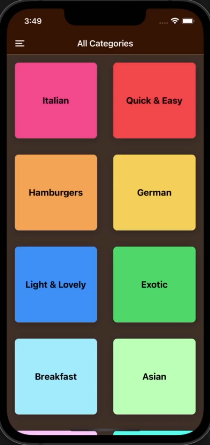 3:49
All Categories
Italian
Quick & Easy
Hamburgers
German
Light & Lovely
Exotic
Breakfast
Asian